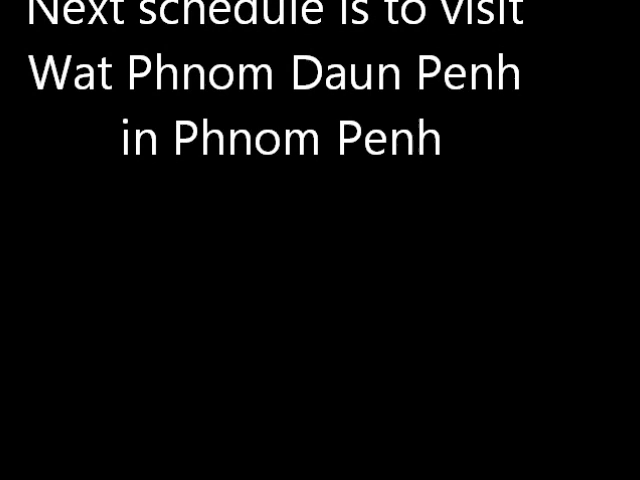 Next schedule is to visit
Wat Phnom Daun Penh
in Phnom Penh